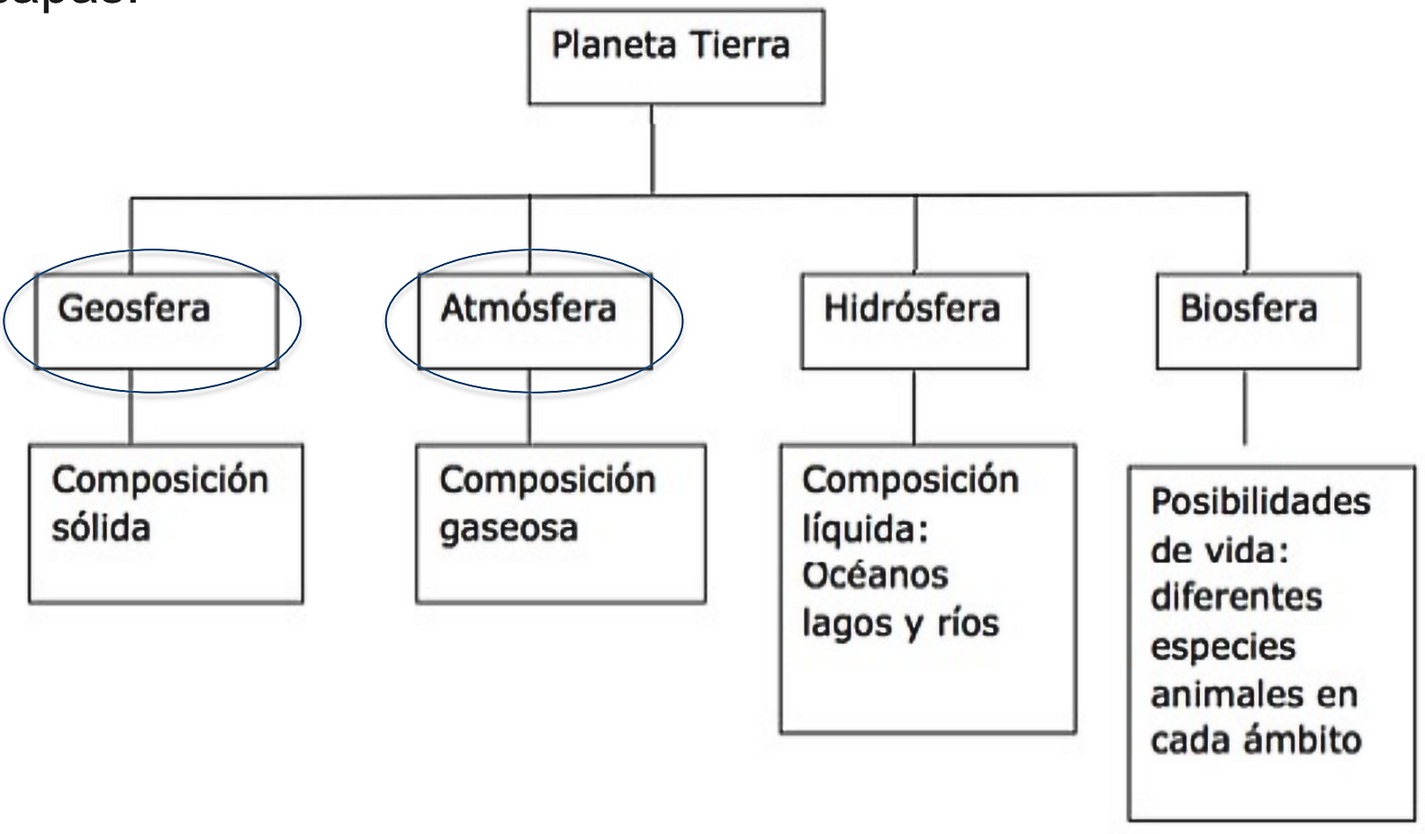 Planeta Tierra
Geosfera
Atmósfera
Hidrósfera
Biosfera
Composición
sólida
Composición
gaseosa
Composición
líquida:
Océanos
lagos y ríos
Posibilidades
de vida:
diferentes
especies
animales en
cada ámbito